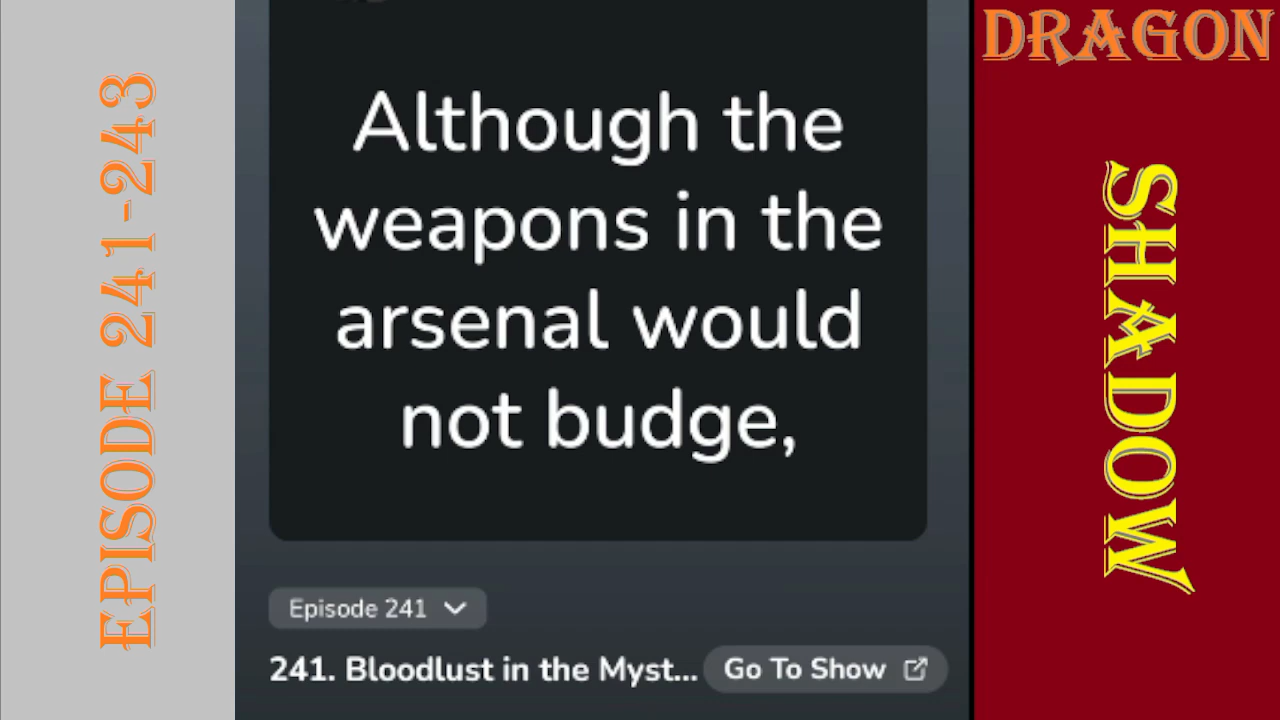 EPISODE 241-243
Although the
weapons in the
arsenal would
not budge,
Episode 241
241. Bloodlust in the Myst...
Go To Show
DRAGON
SHADOW